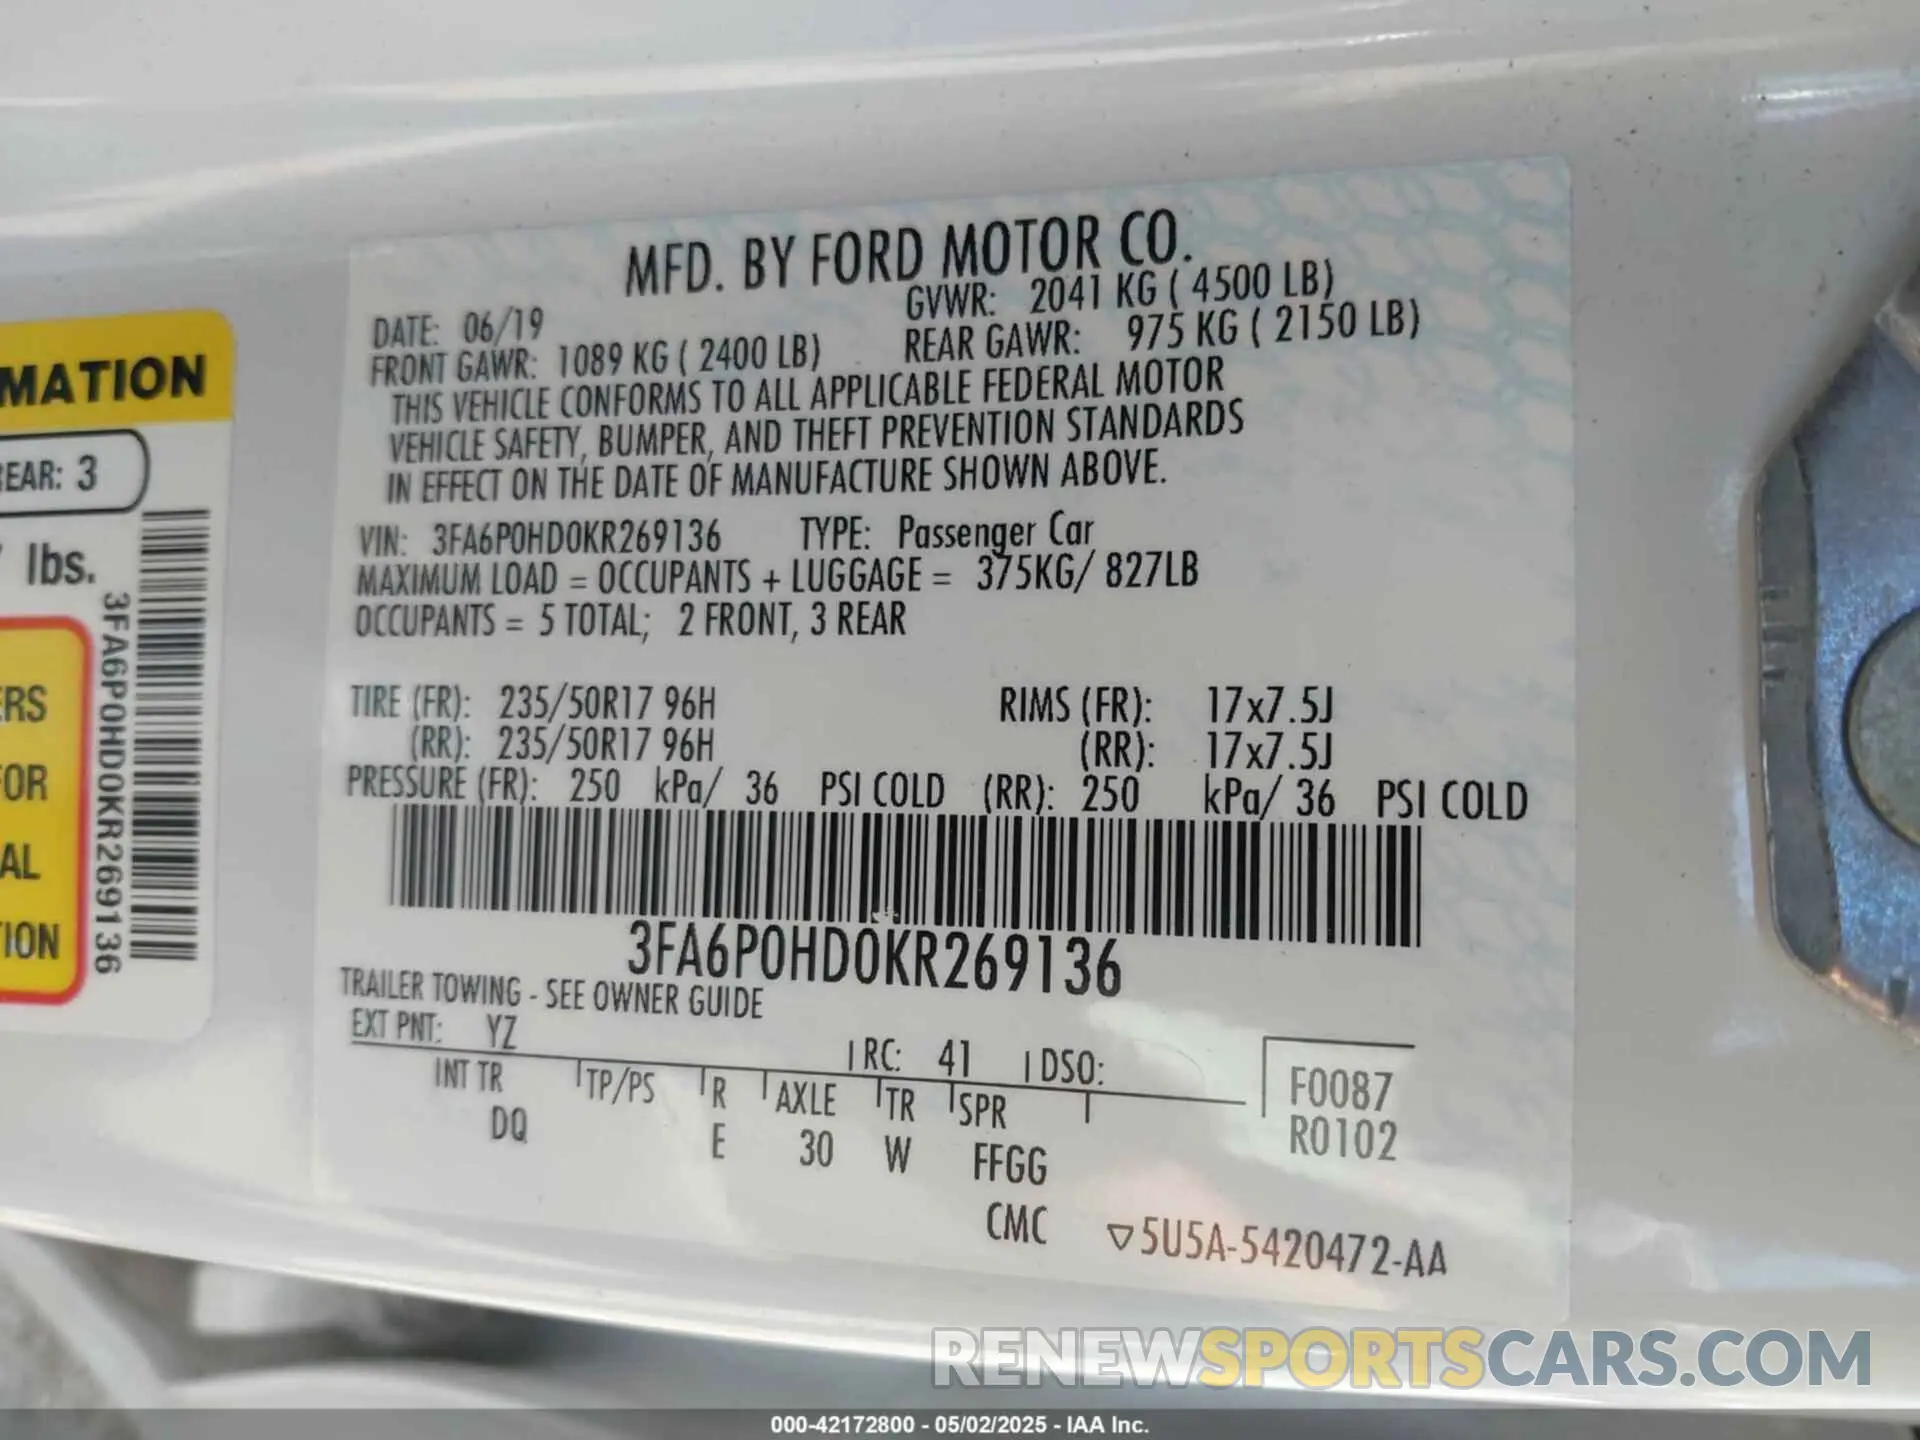 MFD. BY FORD MOTOR CO.
DATE: 06/19 GVWR: 2041 KG ( 4500 LB)
FRONT GAWR: 1089 KG ( 2400 LB) REAR GAWR: 975 KG ( 2150 LB)
THIS VEHICLE CONFORMS TO ALL APPLICABLE FEDERAL MOTOR
VEHICLE SAFETY, BUMPER, AND THEFT PREVENTION STANDARDS
IN EFFECT ON THE DATE OF MANUFACTURE SHOWN ABOVE.
VIN: 3FA6P0HD0KR269136 TYPE: Passenger Car
MAXIMUM LOAD = OCCUPANTS + LUGGAGE = 375KG/ 827LB
OCCUPANTS = 5 TOTAL; 2 FRONT, 3 REAR
TIRE (FR): 235/50R17 96H RIMS (FR): 17x7.5J
(RR): 235/50R17 96H (RR): 17x7.5J
PRESSURE (FR): 250 kPa/ 36 PSI COLD (RR): 250 kPa/ 36 PSI COLD
3FA6P0HD0KR269136
TRAILER TOWING - SEE OWNER GUIDE
EXT PNT: YZ RC: 41 DSO:
INT TR TP/PS R AXLE TR SPR
DQ E 30 W FFGG
F0087
R0102
CMC 5U5A-5420472-AA
MATION
EAR: 3
lbs.
3FA6P0HD0KR269136
ERS
FOR
AL
ION
RENEWSPORTSCARS.COM
000-42172800 - 05/02/2025 - IAA Inc.